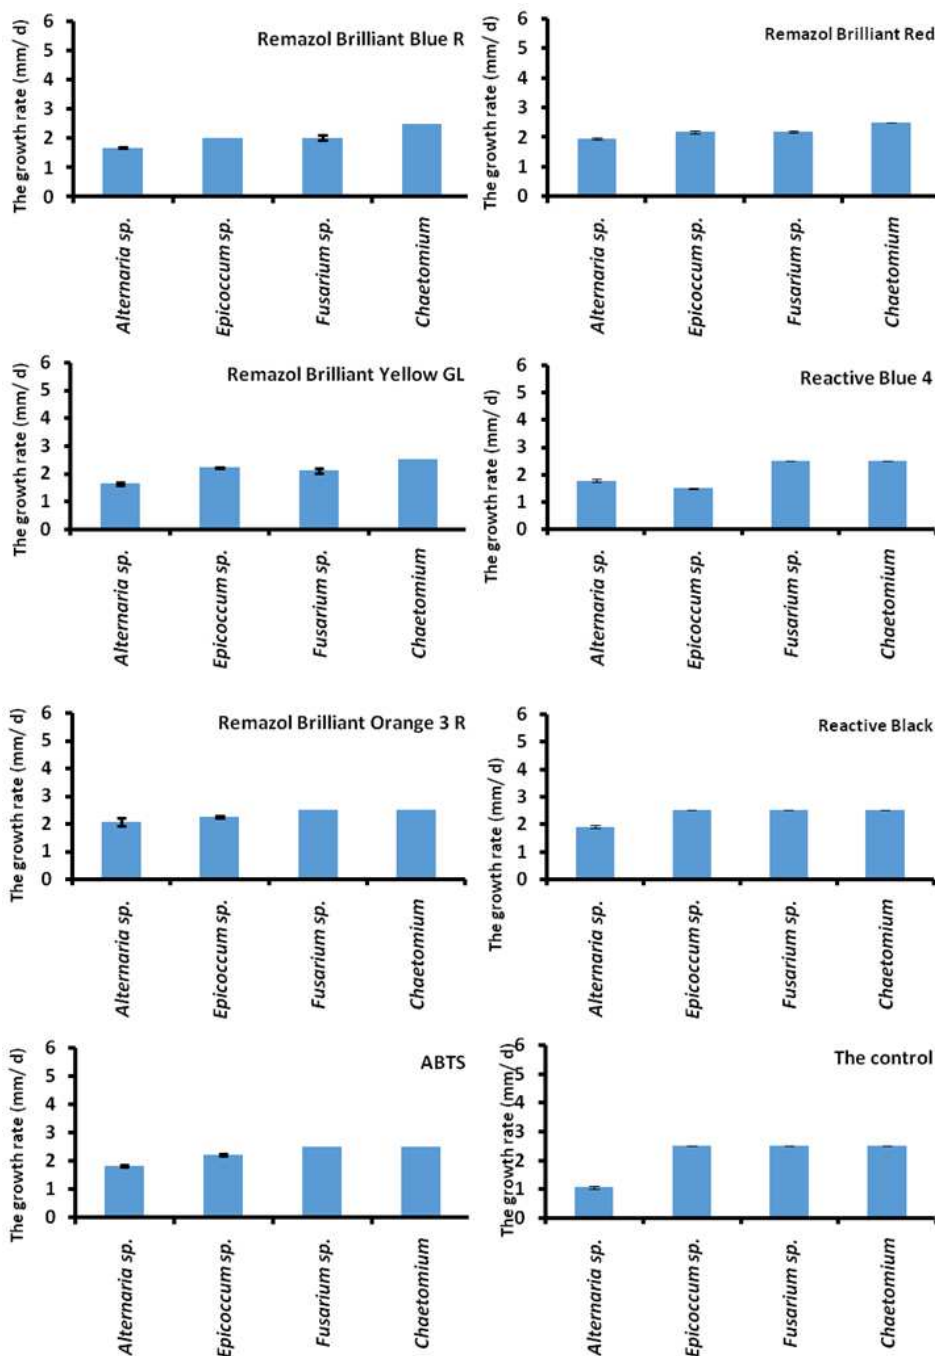 Remazol Brilliant Blue R
The growth rate (mm/ d)
6
5
4
3
2
1
0
Alternaria sp.
Epicoccum sp.
Fusarium sp.
Chaetomium
Remazol Brilliant Red
The growth rate (mm/ d)
6
5
4
3
2
1
0
Alternaria sp.
Epicoccum sp.
Fusarium sp.
Chaetomium
Remazol Brilliant Yellow GL
The growth rate (mm/ d)
6
5
4
3
2
1
0
Alternaria sp.
Epicoccum sp.
Fusarium sp.
Chaetomium
Reactive Blue 4
The growth rate (mm/ d)
6
5
4
3
2
1
0
Alternaria sp.
Epicoccum sp.
Fusarium sp.
Chaetomium
Remazol Brilliant Orange 3 R
The growth rate (mm/ d)
6
5
4
3
2
1
0
Alternaria sp.
Epicoccum sp.
Fusarium sp.
Chaetomium
Reactive Black
The growth rate (mm/ d)
6
5
4
3
2
1
0
Alternaria sp.
Epicoccum sp.
Fusarium sp.
Chaetomium
ABTS
The growth rate (mm/ d)
6
5
4
3
2
1
0
Alternaria sp.
Epicoccum sp.
Fusarium sp.
Chaetomium
The control
The growth rate (mm/ d)
6
5
4
3
2
1
0
Alternaria sp.
Epicoccum sp.
Fusarium sp.
Chaetomium